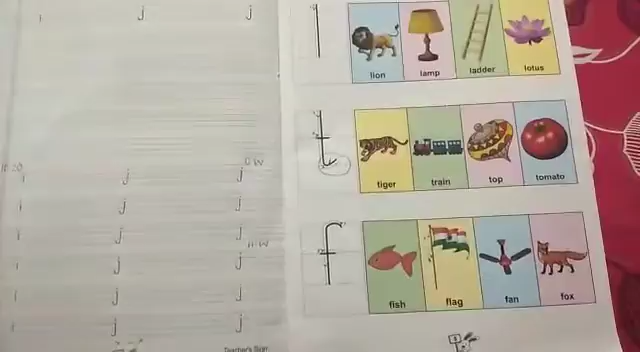 j j
j j
j j
j j
j j
j j
j j
Teacher's Sign
l
lion lamp ladder lotus
t
tiger train top tomato
f
fish flag fan fox